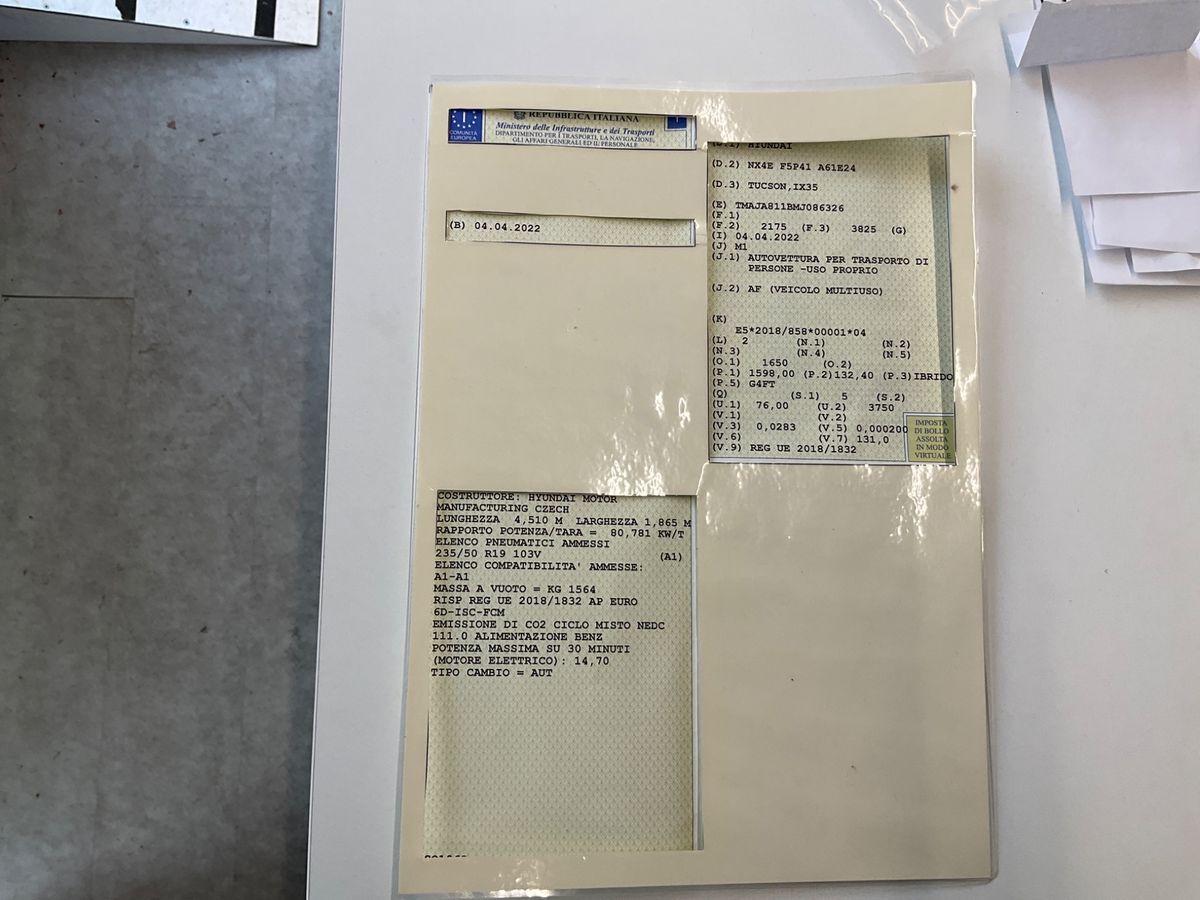 REPUBBLICA ITALIANA
COMUNITÀ EUROPEA
I
Ministero delle Infrastrutture e dei Trasporti
DIPARTIMENTO PER I TRASPORTI, LA NAVIGAZIONE,
GLI AFFARI GENERALI ED IL PERSONALE
(B) 04.04.2022
(D.1) HYUNDAI
(D.2) NX4E F5P41 A61E24
(D.3) TUCSON,IX35
(E) TMAJA811BMJ086326
(F.1)
(F.2) 2175 (F.3) 3825 (G)
(I) 04.04.2022
(J) M1
(J.1) AUTOVETTURA PER TRASPORTO DI
PERSONE -USO PROPRIO
(J.2) AF (VEICOLO MULTIUSO)
(K)
E5*2018/858*00001*04
(L) 2 (N.1) (N.2)
(N.3) (N.4) (N.5)
(O.1) 1650 (O.2)
(P.1) 1598,00 (P.2)132,40 (P.3)IBRIDO
(P.5) G4FT
(Q) (S.1) 5 (S.2)
(U.1) 76,00 (U.2) 3750
(V.1) (V.2)
(V.3) 0,0283 (V.5) 0,000200
(V.6) (V.7) 131,0
(V.9) REG UE 2018/1832
IMPOSTA
DI BOLLO
ASSOLTA
IN MODO
VIRTUALE
COSTRUTTORE: HYUNDAI MOTOR
MANUFACTURING CZECH
LUNGHEZZA 4,510 M LARGHEZZA 1,865 M
RAPPORTO POTENZA/TARA = 80,781 KW/T
ELENCO PNEUMATICI AMMESSI
235/50 R19 103V (A1)
ELENCO COMPATIBILITA' AMMESSE:
A1-A1
MASSA A VUOTO = KG 1564
RISP REG UE 2018/1832 AP EURO
6D-ISC-FCM
EMISSIONE DI CO2 CICLO MISTO NEDC
111.0 ALIMENTAZIONE BENZ
POTENZA MASSIMA SU 30 MINUTI
(MOTORE ELETTRICO): 14,70
TIPO CAMBIO = AUT